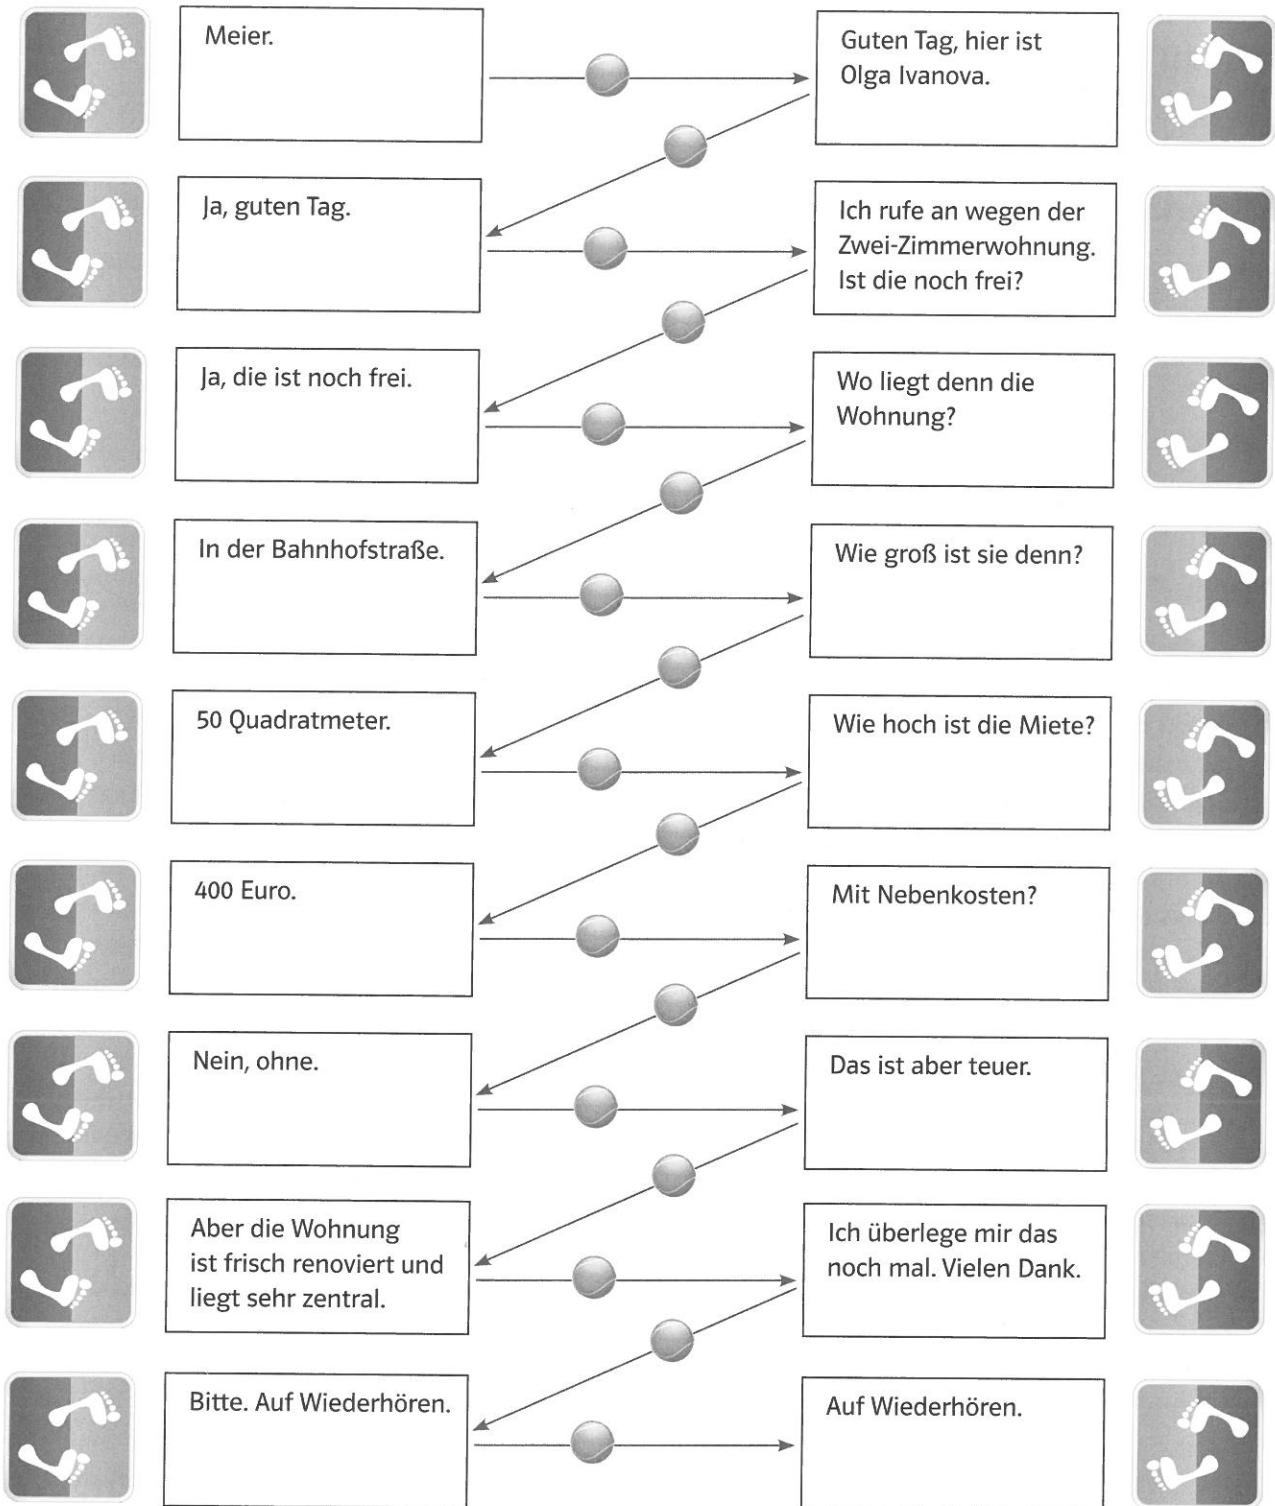 Meier.
Guten Tag, hier ist
Olga Ivanova.
Ja, guten Tag.
Ich rufe an wegen der
Zwei-Zimmerwohnung.
Ist die noch frei?
Ja, die ist noch frei.
Wo liegt denn die
Wohnung?
In der Bahnhofstraße.
Wie groß ist sie denn?
50 Quadratmeter.
Wie hoch ist die Miete?
400 Euro.
Mit Nebenkosten?
Nein, ohne.
Das ist aber teuer.
Aber die Wohnung
ist frisch renoviert und
liegt sehr zentral.
Ich überlege mir das
noch mal. Vielen Dank.
Bitte. Auf Wiederhören.
Auf Wiederhören.